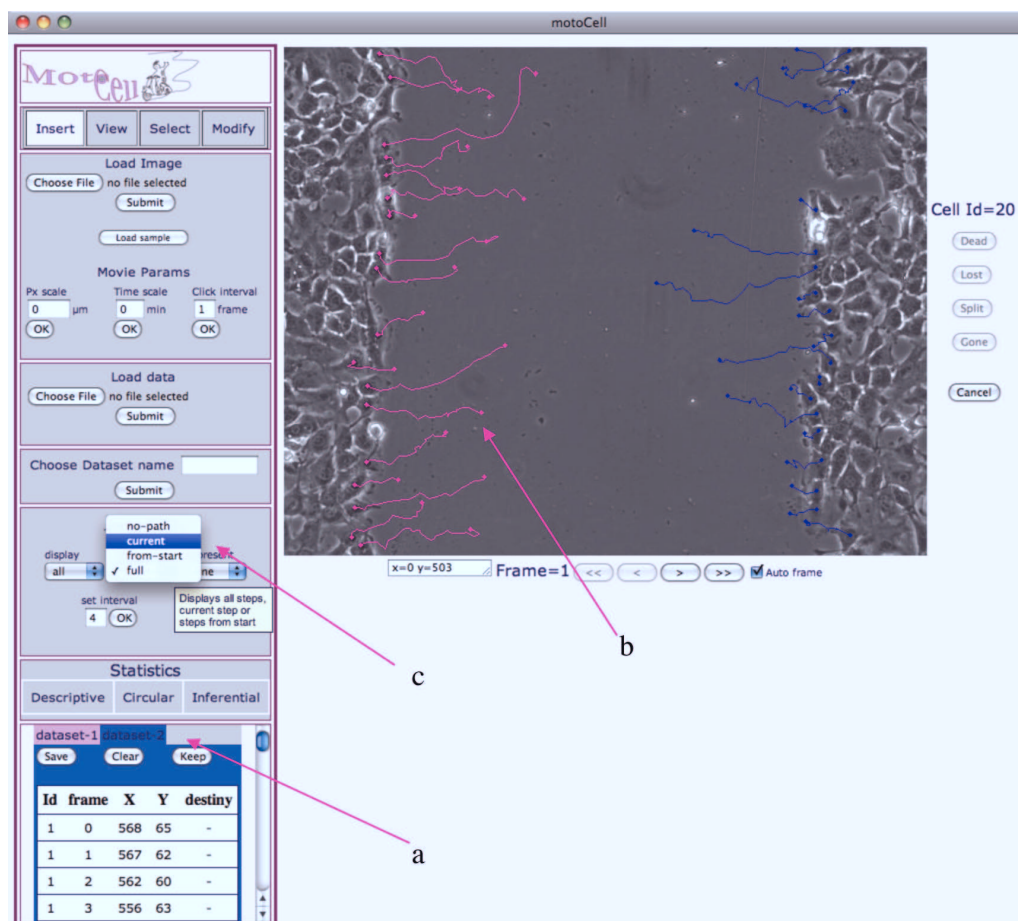 motoCell
MotoCell
Insert View Select Modify
Load Image
Choose File no file selected
Submit
Load sample
Movie Params
Px scale Time scale Click interval
0 µm 0 min 1 frame
OK OK OK
Load data
Choose File no file selected
Submit
Choose Dataset name
Submit
no-path
current
from-start
✓ full
display present
all ne
set interval
4 OK
Displays all steps,
current step or
steps from start
Statistics
Descriptive Circular Inferential
dataset-1 dataset-2
Save Clear Keep
Id frame X Y destiny
1 0 568 65 -
1 1 567 62 -
1 2 562 60 -
1 3 556 63 -
x=0 y=503 Frame=1 << < > >> Auto frame
Cell Id=20
Dead
Lost
Split
Gone
Cancel
b
c
a